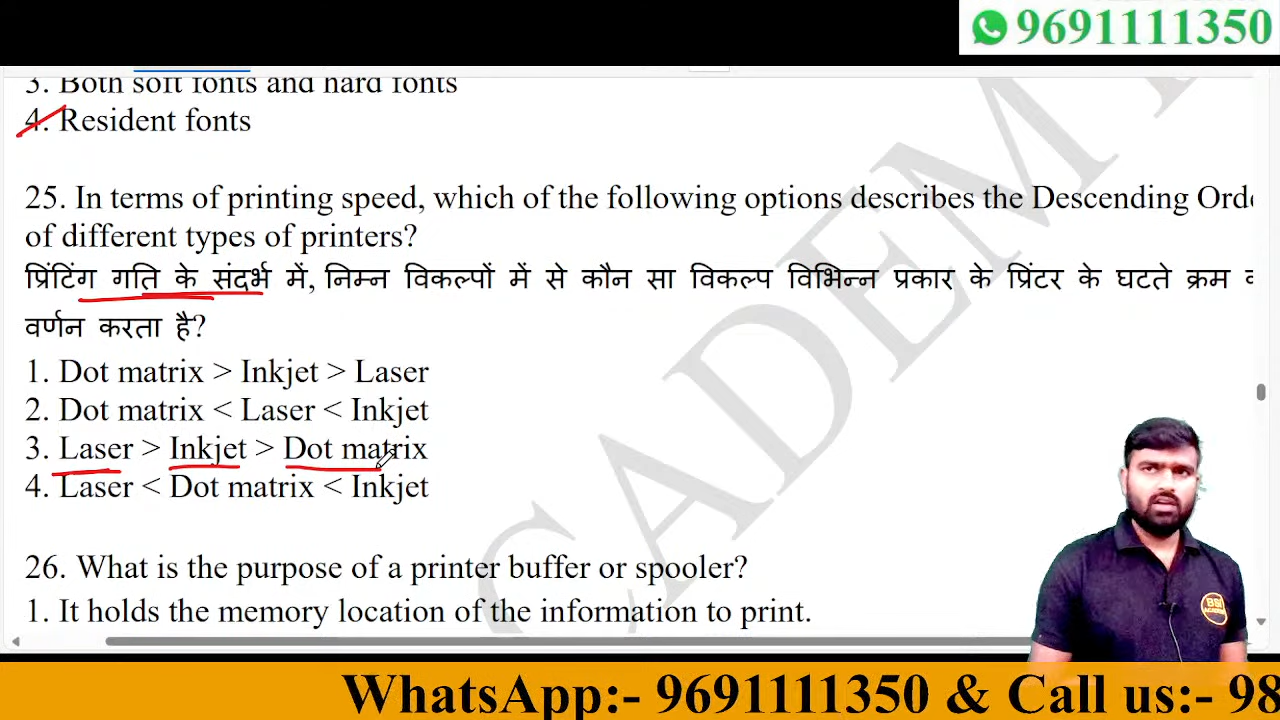 9691111350
3. Both soft fonts and hard fonts
4. Resident fonts
25. In terms of printing speed, which of the following options describes the Descending Orde
of different types of printers?
प्रिंटिंग गति के संदर्भ में, निम्न विकल्पों में से कौन सा विकल्प विभिन्न प्रकार के प्रिंटर के घटते क्रम
वर्णन करता है?
1. Dot matrix > Inkjet > Laser
2. Dot matrix < Laser < Inkjet
3. Laser > Inkjet > Dot matrix
4. Laser < Dot matrix < Inkjet
26. What is the purpose of a printer buffer or spooler?
1. It holds the memory location of the information to print.
CADEMY
BSI
WhatsApp:- 9691111350 & Call us:- 98